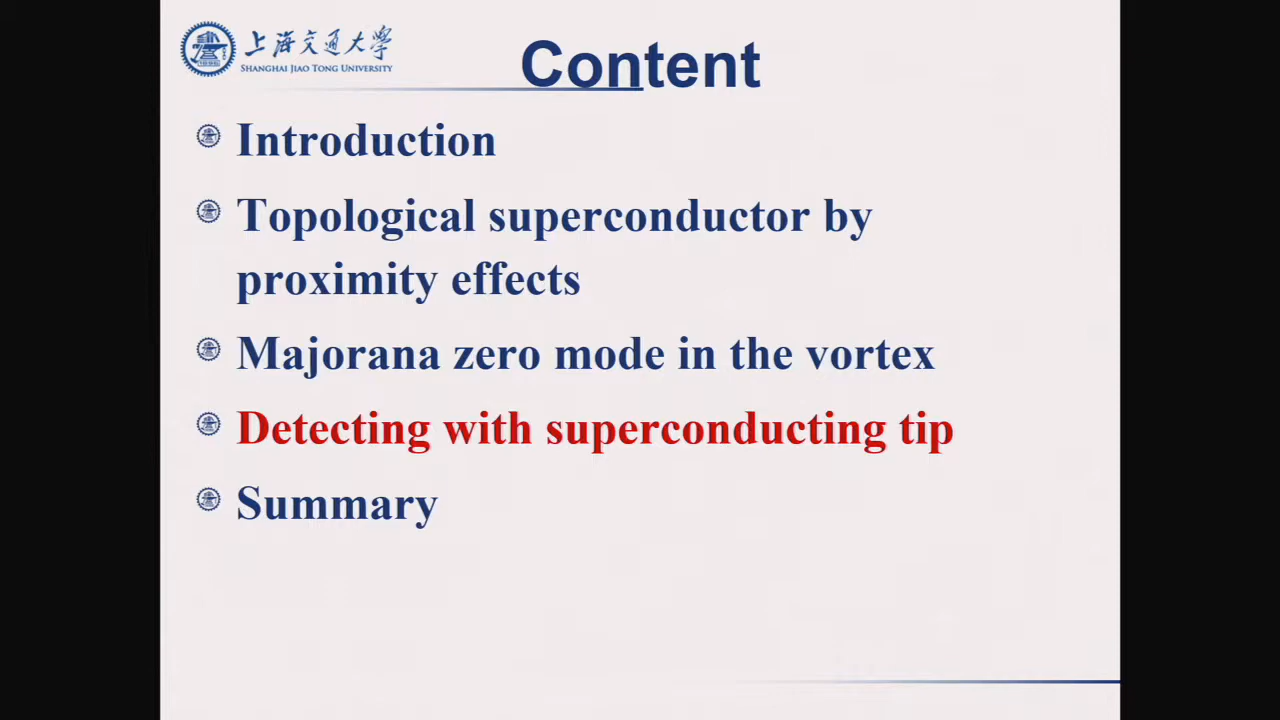 上海交通大学
SHANGHAI JIAO TONG UNIVERSITY
Content
Introduction
Topological superconductor by
proximity effects
Majorana zero mode in the vortex
Detecting with superconducting tip
Summary